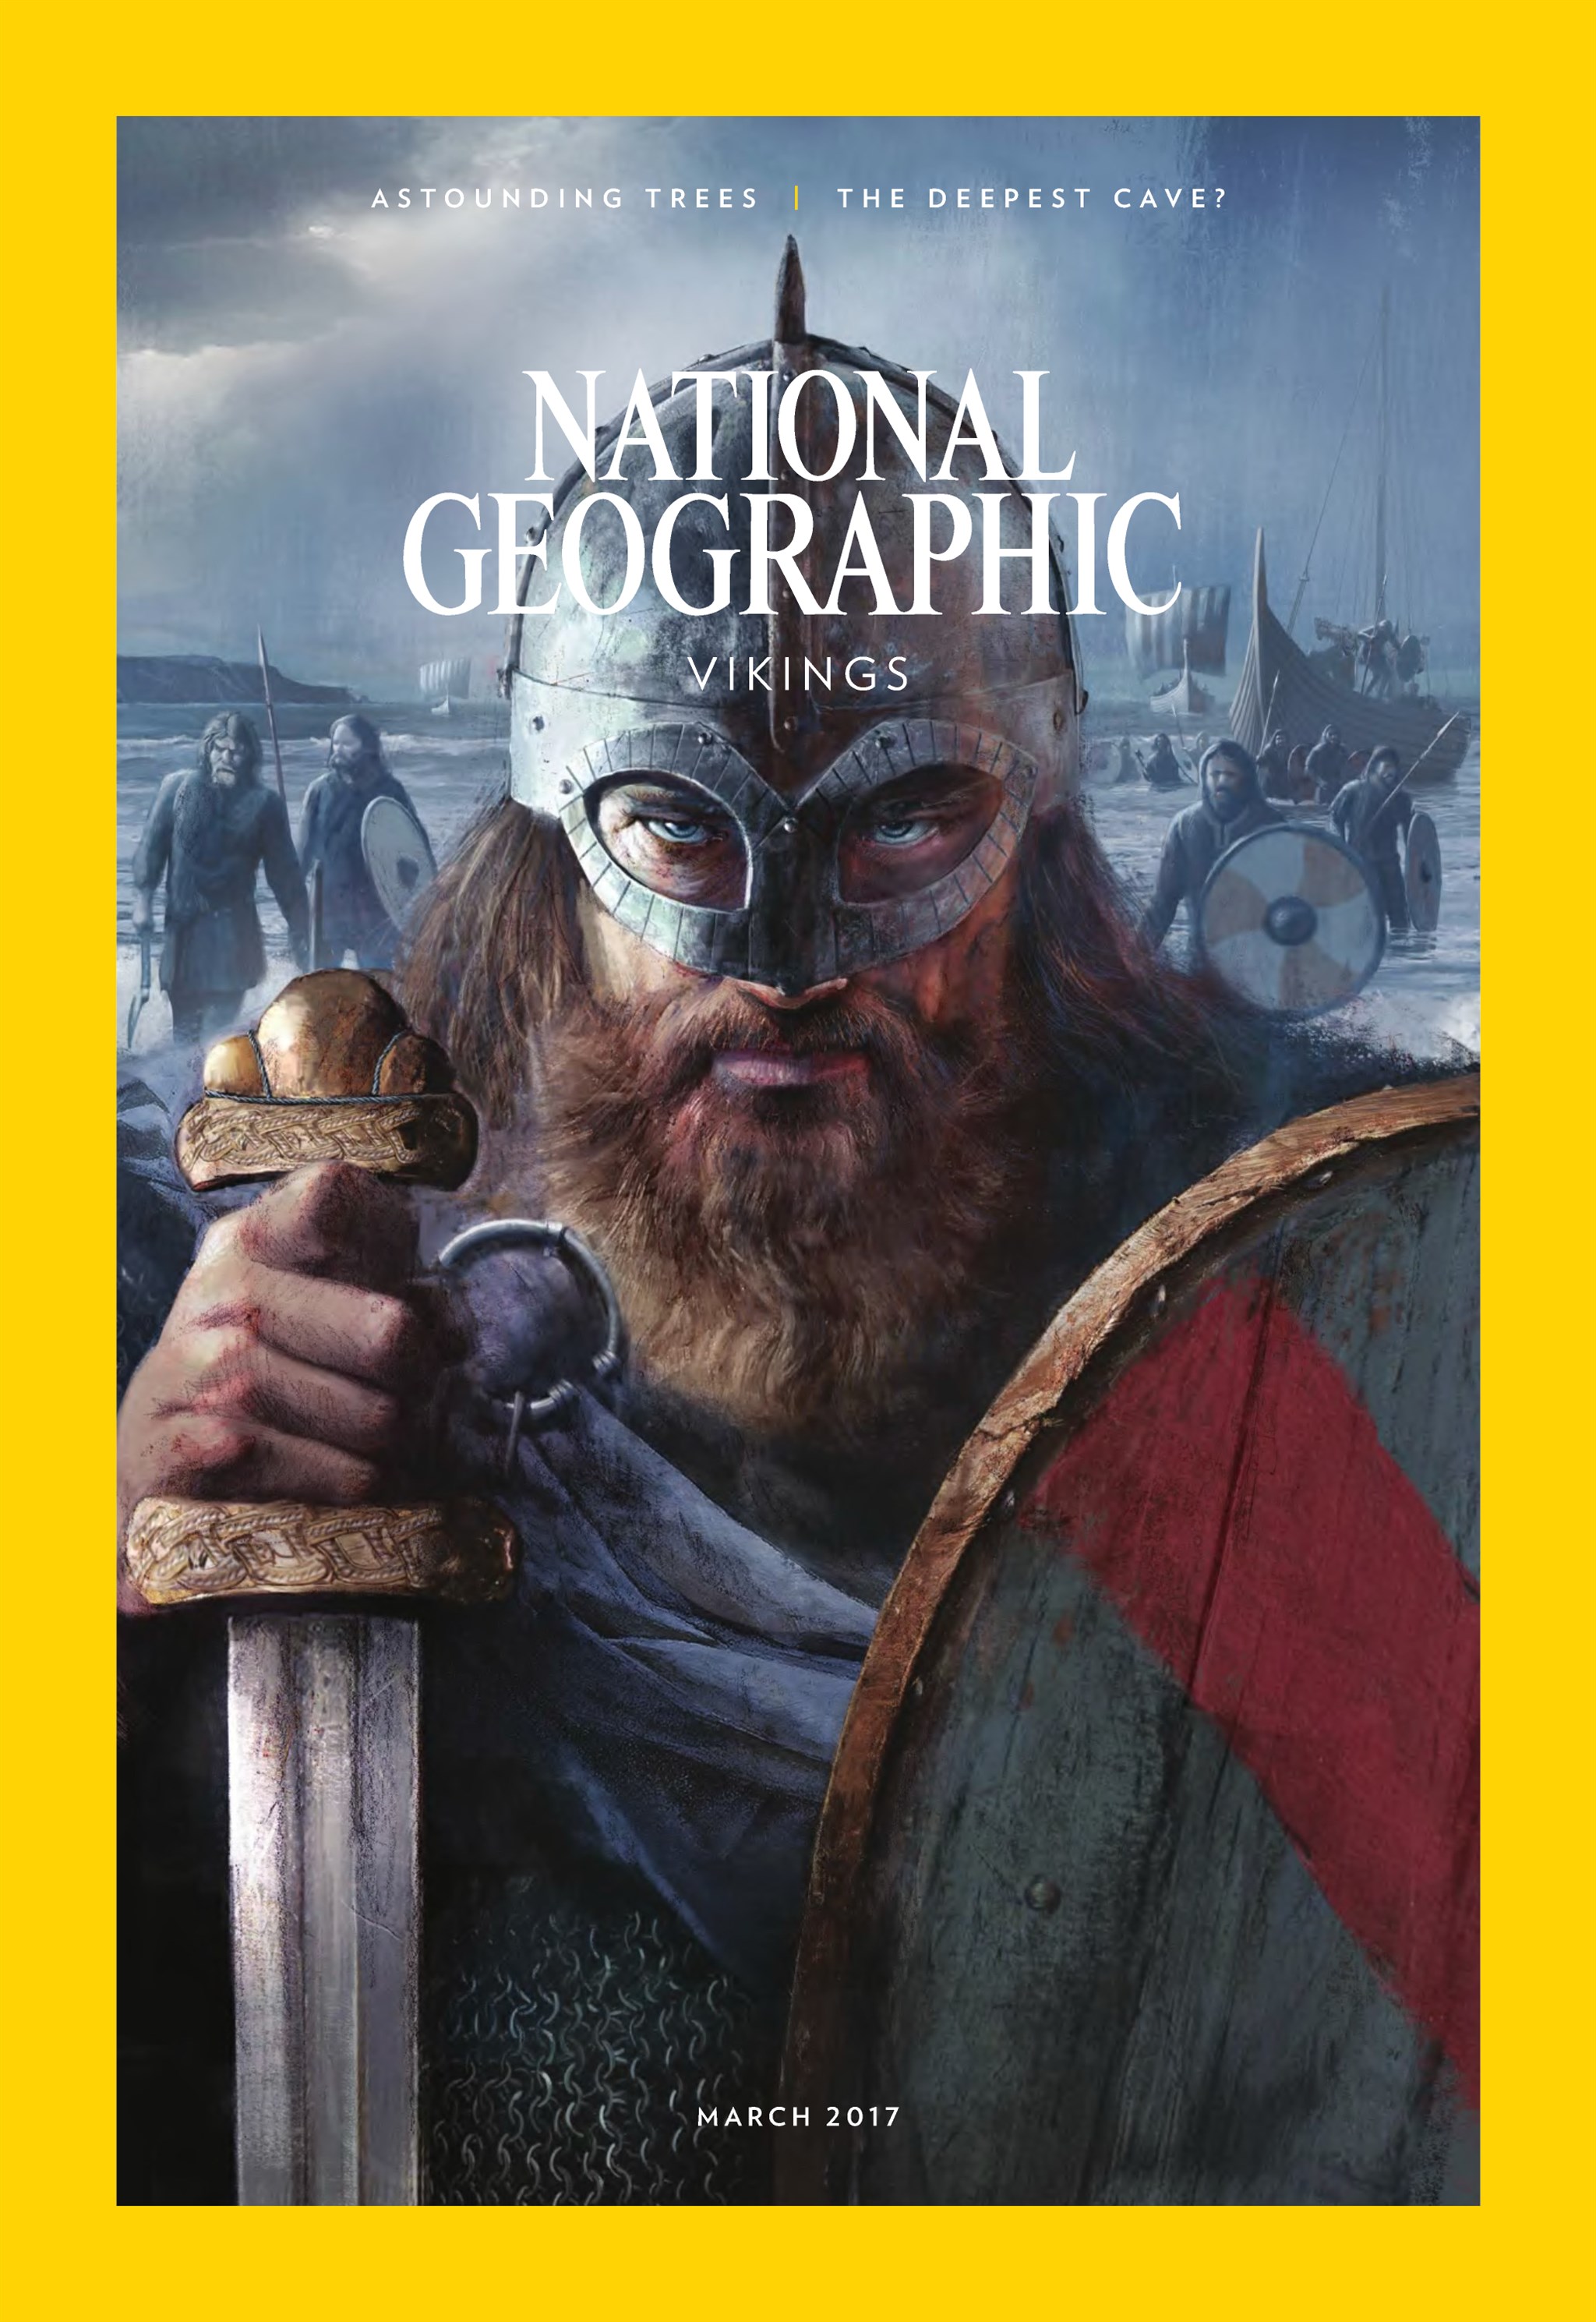 ASTOUNDING TREES | THE DEEPEST CAVE?
NATIONAL
GEOGRAPHIC
VIKINGS
MARCH 2017